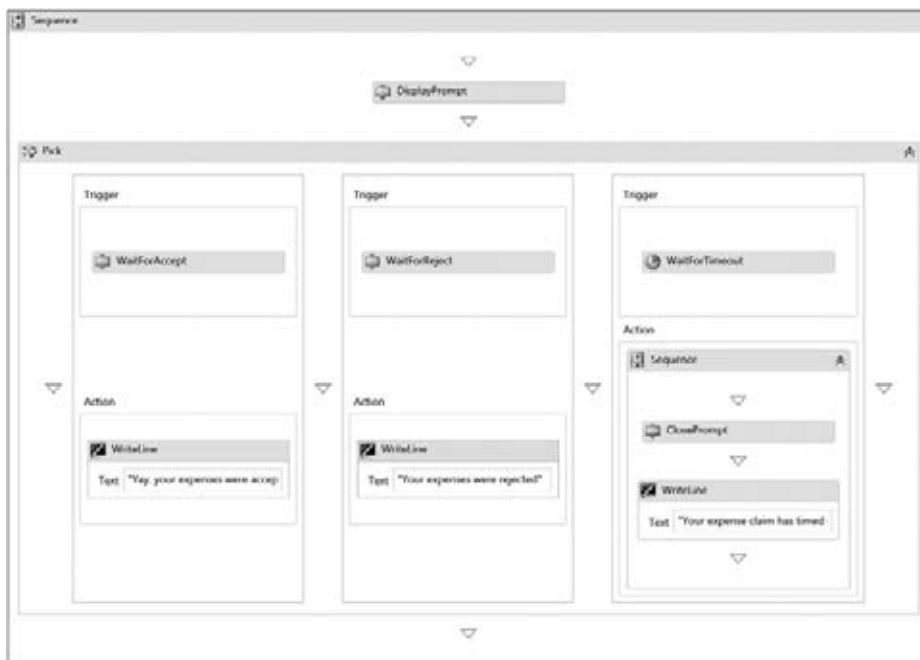 Sequence
DisplayPrompt
Pick
Trigger
WaitForAccept
Action
WriteLine
Text "Yay, your expenses were accep
Trigger
WaitForReject
Action
WriteLine
Text "Your expenses were rejected"
Trigger
WaitForTimeout
Action
Sequence
ClosePrompt
WriteLine
Text "Your expense claim has timed